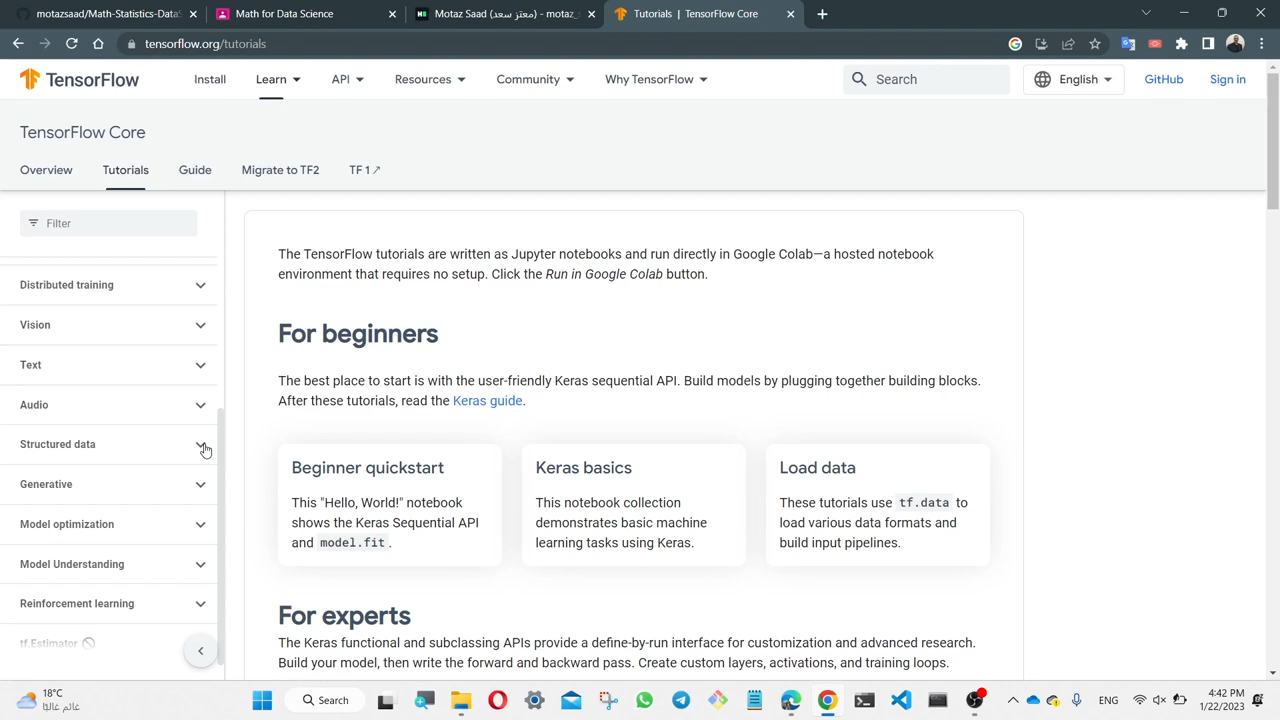 motazsaad/Math-Statistics-Data
Math for Data Science
Motaz Saad (معتز سعد) - motaz_s
Tutorials | TensorFlow Core
tensorflow.org/tutorials
TensorFlow
Install
Learn
API
Resources
Community
Why TensorFlow
Search
English
GitHub
Sign in
TensorFlow Core
Overview
Tutorials
Guide
Migrate to TF2
TF 1 ↗
Filter
Distributed training
Vision
Text
Audio
Structured data
Generative
Model optimization
Model Understanding
Reinforcement learning
tf.Estimator
The TensorFlow tutorials are written as Jupyter notebooks and run directly in Google Colab—a hosted notebook
environment that requires no setup. Click the Run in Google Colab button.
For beginners
The best place to start is with the user-friendly Keras sequential API. Build models by plugging together building blocks.
After these tutorials, read the Keras guide.
Beginner quickstart
This "Hello, World!" notebook
shows the Keras Sequential API
and model.fit.
Keras basics
This notebook collection
demonstrates basic machine
learning tasks using Keras.
Load data
These tutorials use tf.data to
load various data formats and
build input pipelines.
For experts
The Keras functional and subclassing APIs provide a define-by-run interface for customization and advanced research.
Build your model, then write the forward and backward pass. Create custom layers, activations, and training loops.
18°C
غائم غالبًا
Search
ENG
4:42 PM
1/22/2023